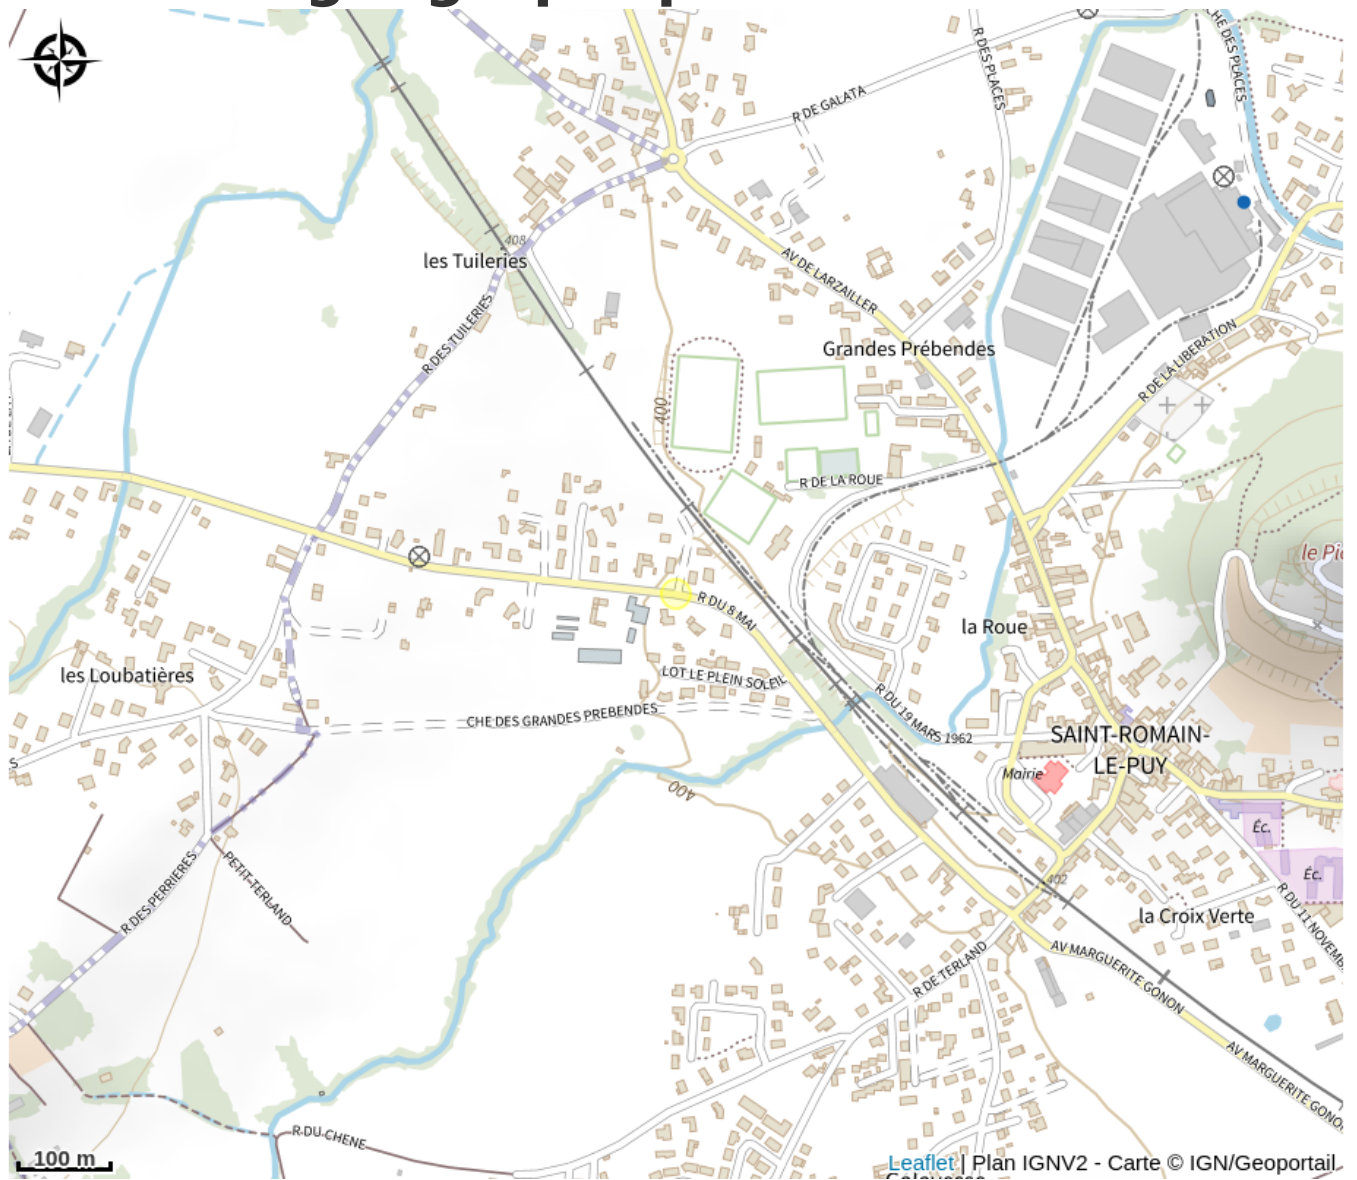 R DES PLACES
CHE DES PLACES
R DE GALATA
408
les Tuileries
AV DE LARZAILLER
R DES TUILERIES
Grandes Prébendes
R DE LA LIBERATION
400
R DE LA ROUE
le Pic
R DU 8 MAI
la Roue
les Loubatières
LOT LE PLEIN SOLEIL
R DU 19 MARS 1962
CHE DES GRANDES PREBENDES
SAINT-ROMAIN-
LE-PUY
Mairie
400
Éc.
Éc.
R DES PERRIERES
PETIT-TERLAND
402
la Croix Verte
R DU 11 NOVEMB
R DE TERLAND
AV MARGUERITE GONON
AV MARGUERITE GONO
R DU CHENE
100 m
Leaflet | Plan IGNV2 - Carte © IGN/Geoportail